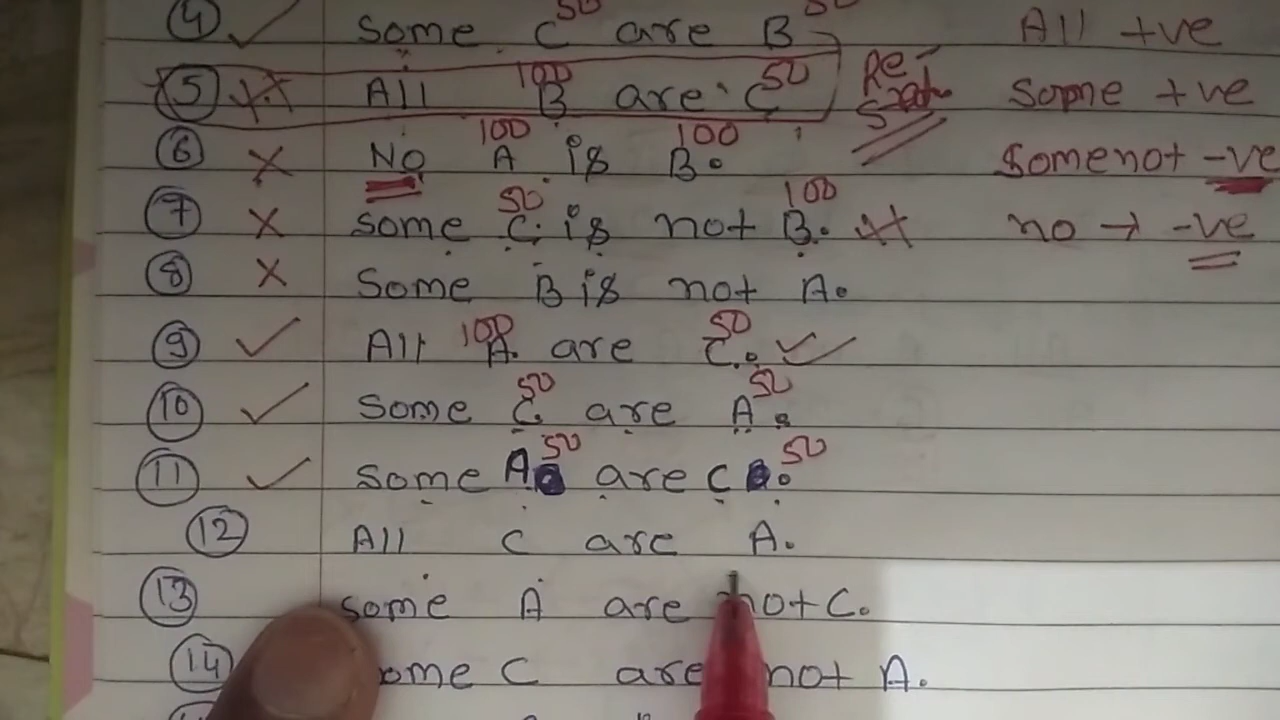 4 ✓ Some C 50 are B 50 All +ve
5 All B 100 are C 50 Re- Stat. Some +ve
6 ✗ No A 100 is B. 100 Some not -ve
7 ✗ Some C 50 is not B. 100 no → -ve
8 ✗ Some B is not A.
9 ✓ All A 100 are C. 50 ✓
10 ✓ Some C 50 are A. 50
11 ✓ Some A 50 are C . 50
12 All C are A.
13 Some A are not C.
14 ome C are not A.